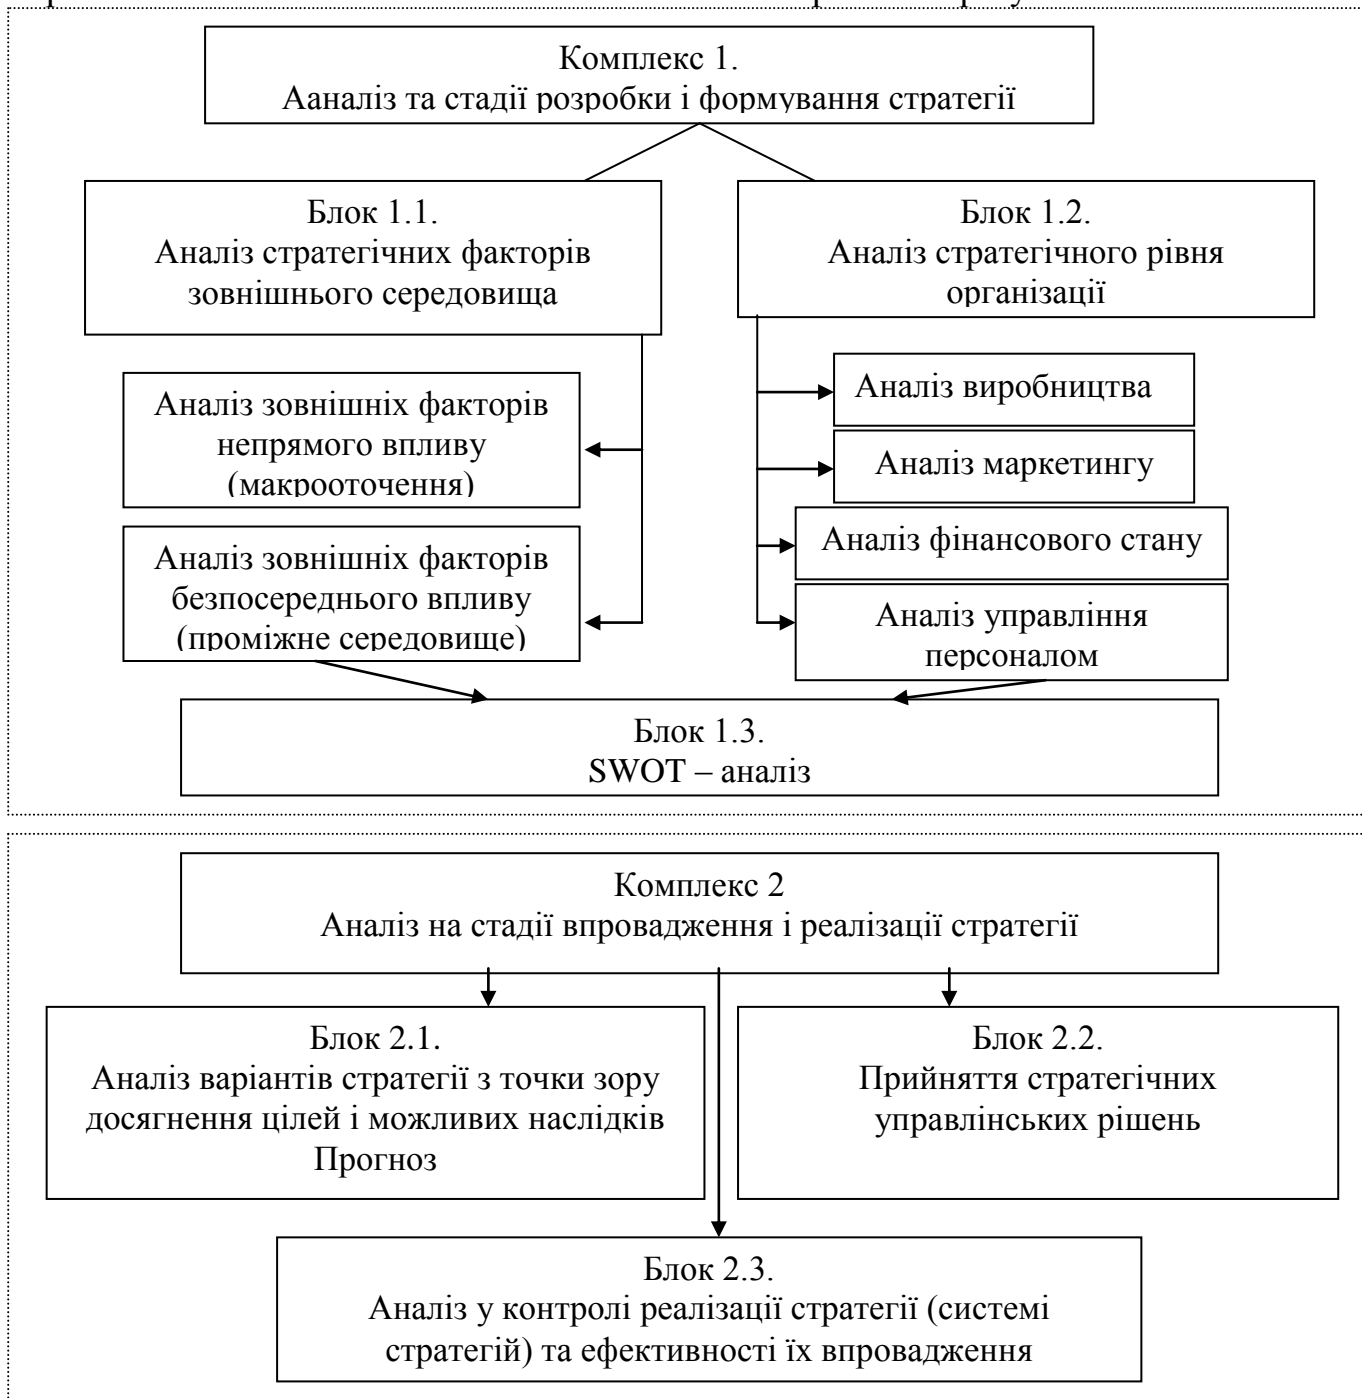 Комплекс 1.
Ааналіз та стадії розробки і формування стратегії
Блок 1.1.
Аналіз стратегічних факторів
зовнішнього середовища
Блок 1.2.
Аналіз стратегічного рівня
організації
Аналіз зовнішніх факторів
непрямого впливу
(макрооточення)
Аналіз зовнішніх факторів
безпосереднього впливу
(проміжне середовище)
Аналіз виробництва
Аналіз маркетингу
Аналіз фінансового стану
Аналіз управління
персоналом
Блок 1.3.
SWOT – аналіз
Комплекс 2
Аналіз на стадії впровадження і реалізації стратегії
Блок 2.1.
Аналіз варіантів стратегії з точки зору
досягнення цілей і можливих наслідків
Прогноз
Блок 2.2.
Прийняття стратегічних
управлінських рішень
Блок 2.3.
Аналіз у контролі реалізації стратегії (системі
стратегій) та ефективності їх впровадження